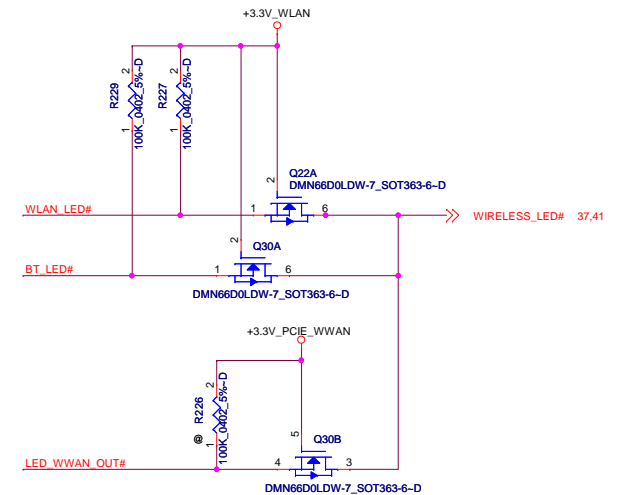 +3.3V_WLAN
2
R229
1
100K_0402_5%~D
2
R227
1
100K_0402_5%~D
2
Q22A
DMN66D0LDW-7_SOT363-6~D
WLAN_LED#
1
6
WIRELESS_LED# 37,41
2
Q30A
BT_LED#
1
6
DMN66D0LDW-7_SOT363-6~D
+3.3V_PCIE_WWAN
2
R226
@
1
100K_0402_5%~D
5
Q30B
LED_WWAN_OUT#
4
3
DMN66D0LDW-7_SOT363-6~D